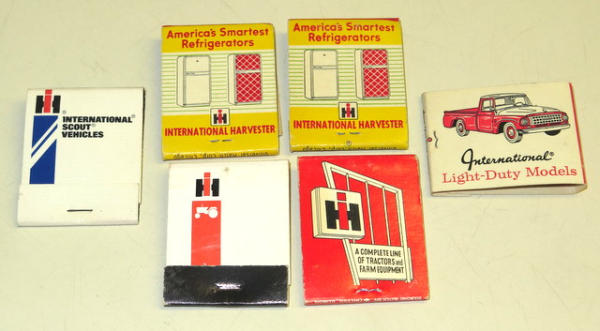 IH®
INTERNATIONAL®
SCOUT®
VEHICLES
America's Smartest
Refrigerators
IH
INTERNATIONAL HARVESTER
America's Smartest
Refrigerators
IH
INTERNATIONAL HARVESTER
International®
Light-Duty Models
IH
IH
A COMPLETE LINE
OF TRACTORS and
FARM EQUIPMENT